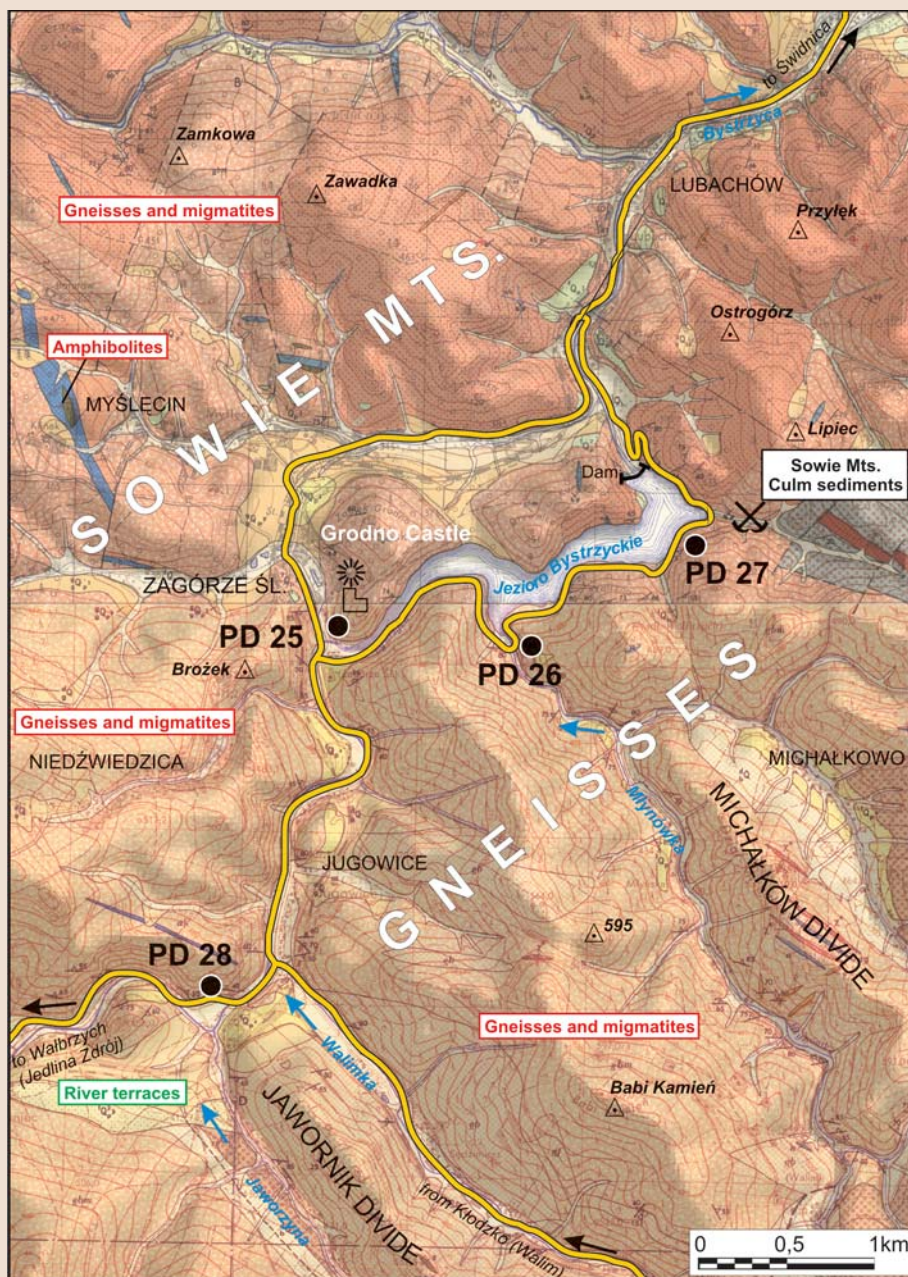 to Świdnica
Bystrzyca
Zamkowa
Zawadka
LUBACHÓW
Przyłęk
Gneisses and migmatites
SOWIE MTS.
Ostrogórz
Amphibolites
MYŚLĘCIN
Lipiec
Dam
Sowie Mts.
Culm sediments
Grodno Castle
Jezioro Bystrzyckie
PD 27
ZAGÓRZE ŚL.
PD 25
PD 26
Brożek
GNEISSES
Gneisses and migmatites
NIEDŹWIEDZICA
MICHAŁKOWO
Młynówka
MICHAŁKÓW DIVIDE
JUGOWICE
595
PD 28
to Wałbrzych
(Jedlina Zdrój)
Walimka
Gneisses and migmatites
River terraces
Babi Kamień
JAWORNIK DIVIDE
Jaworzyna
from Kłodzko (Walim)
0 0,5 1km